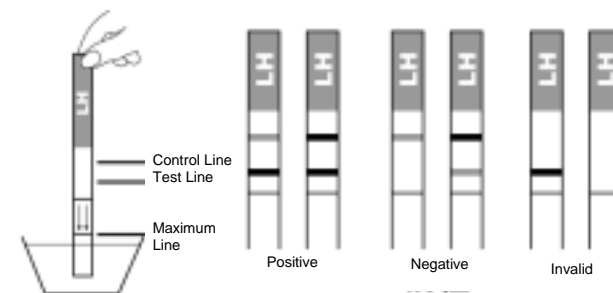 LH
LH
LH
LH
LH
LH
LH
Control Line
Test Line
Maximum
Line
Positive
Negative
Invalid